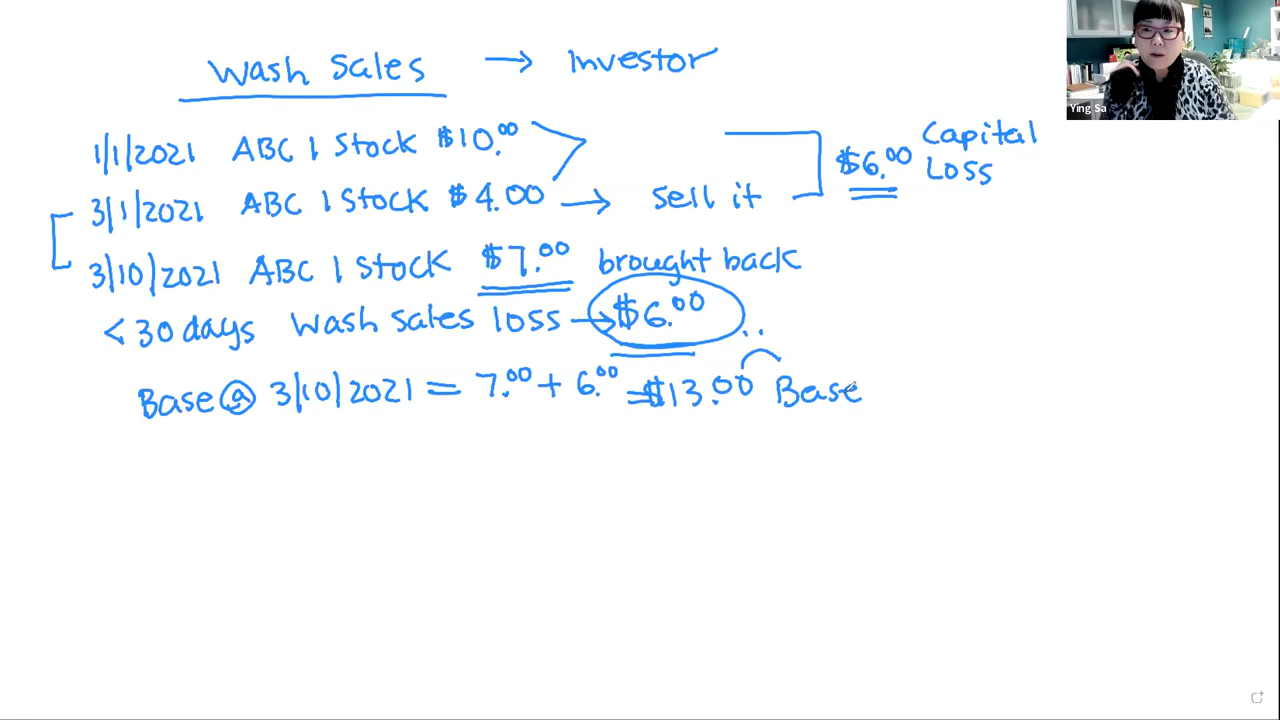 Wash Sales → Investor
1/1/2021 ABC 1 Stock $10.00
$6.00 Capital Loss
3/1/2021 ABC 1 Stock $4.00 → Sell it
3/10/2021 ABC 1 Stock $7.00 brought back
< 30 days Wash sales loss → $6.00
Base @ 3/10/2021 = 7.00 + 6.00 = $13.00 Base
Ying Sa